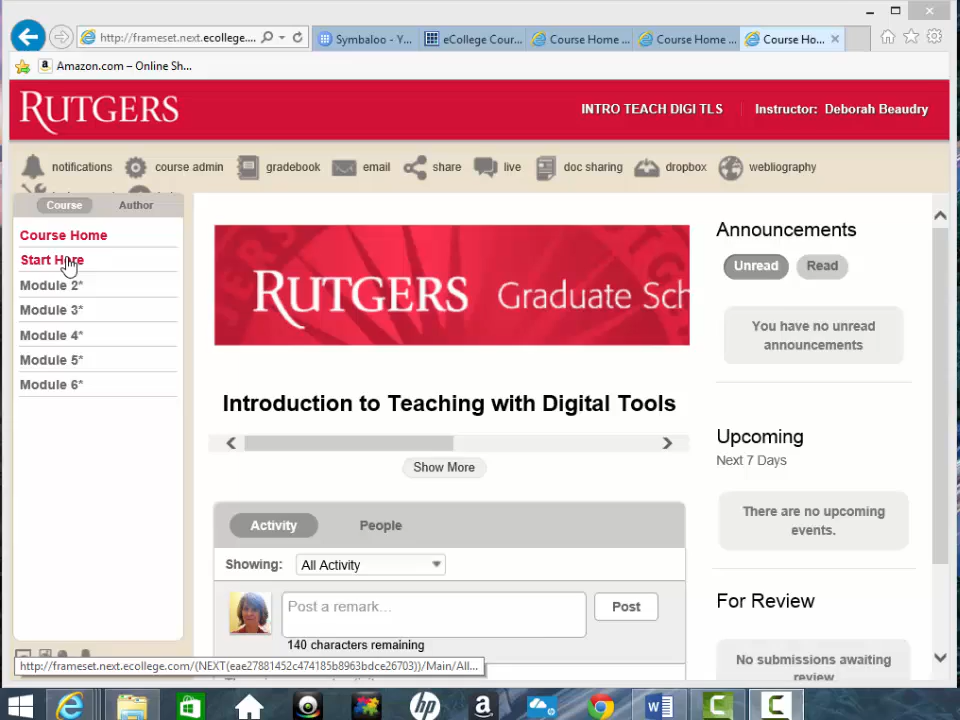 http://frameset.next.ecollege....
Symbaloo - Y...
eCollege Cour...
Course Home ...
Course Home ...
Course Ho...
Amazon.com – Online Sh...
RUTGERS
INTRO TEACH DIGI TLS
Instructor: Deborah Beaudry
notifications
course admin
gradebook
email
share
live
doc sharing
dropbox
webliography
Course
Author
Course Home
Start Here
Module 2*
Module 3*
Module 4*
Module 5*
Module 6*
RUTGERS Graduate Sch
Introduction to Teaching with Digital Tools
Show More
Activity
People
Showing:
All Activity
Post a remark...
Post
140 characters remaining
Announcements
Unread
Read
You have no unread
announcements
Upcoming
Next 7 Days
There are no upcoming
events.
For Review
No submissions awaiting
review
http://frameset.next.ecollege.com/(NEXT(eae27881452c474185b8963bdce26703))/Main/All...